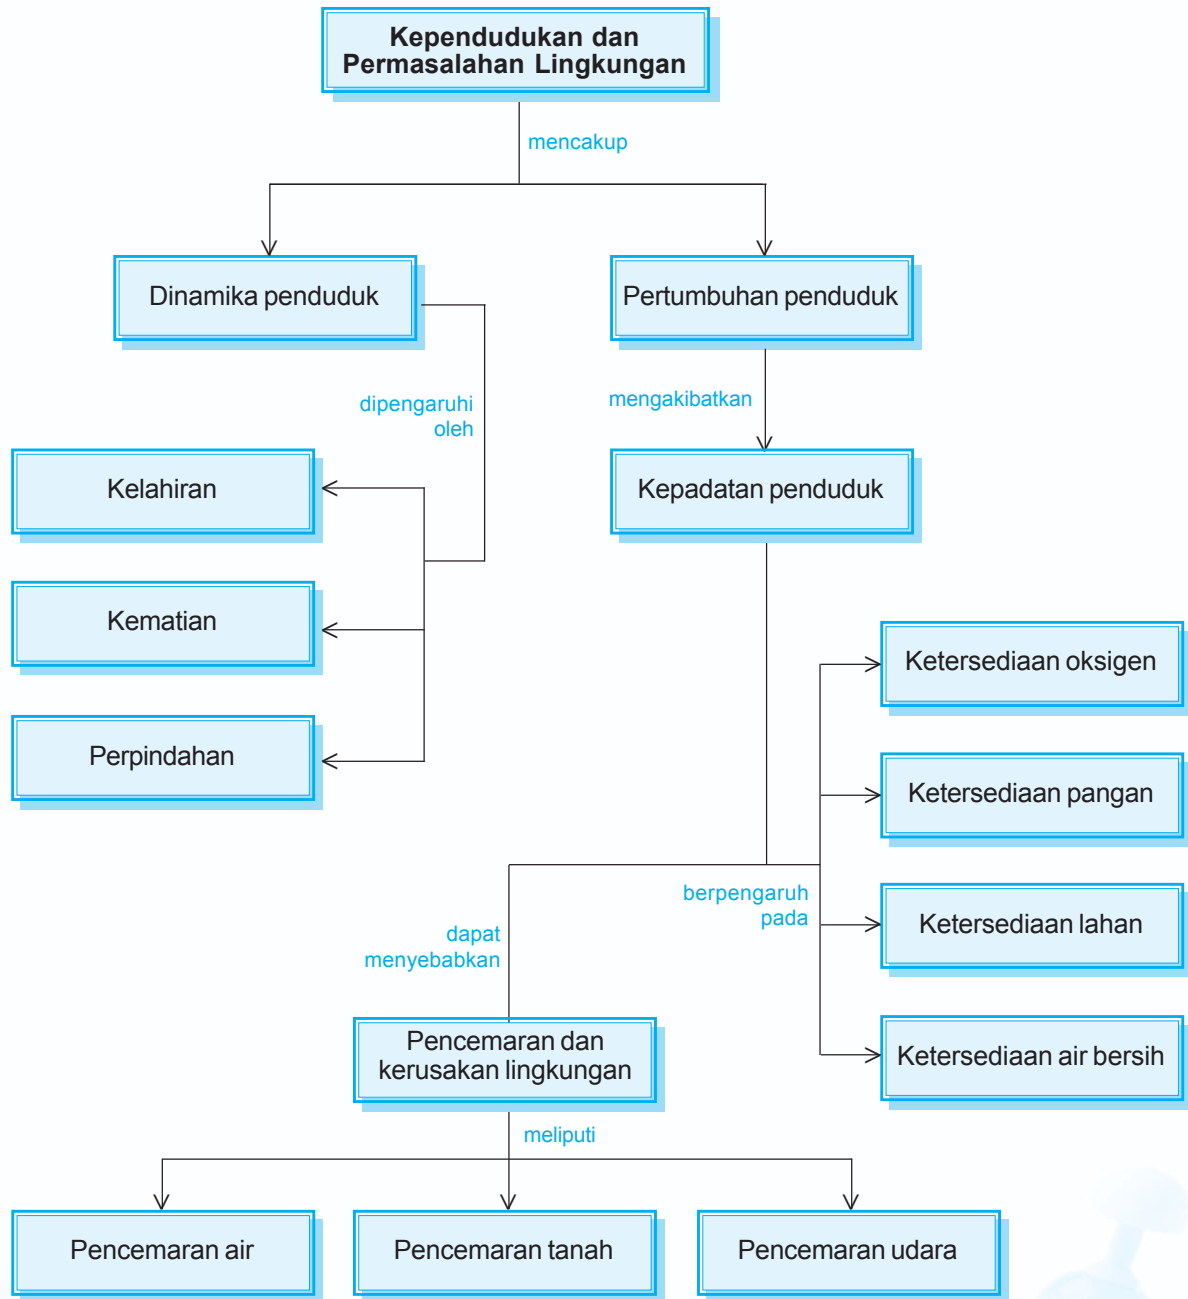 Kependudukan dan
Permasalahan Lingkungan
mencakup
Dinamika penduduk
Pertumbuhan penduduk
dipengaruhi
oleh
mengakibatkan
Kelahiran
Kepadatan penduduk
Kematian
Perpindahan
Ketersediaan oksigen
Ketersediaan pangan
Ketersediaan lahan
Ketersediaan air bersih
berpengaruh
pada
dapat
menyebabkan
Pencemaran dan
kerusakan lingkungan
meliputi
Pencemaran air
Pencemaran tanah
Pencemaran udara